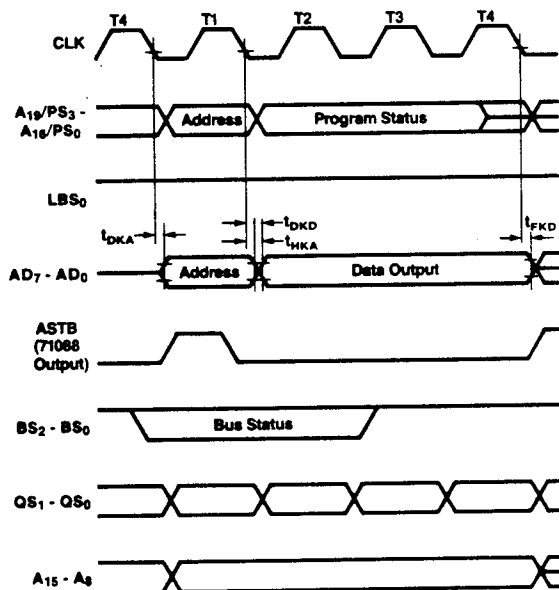 T4 T1 T2 T3 T4
CLK
A19/PS3 -
A16/PS0
Address Program Status
LBS0
tDKD
tDKA tHKA tFKD
AD7 - AD0
Address Data Output
ASTB
(71088
Output)
BS2 - BS0
Bus Status
QS1 - QS0
A15 - A8